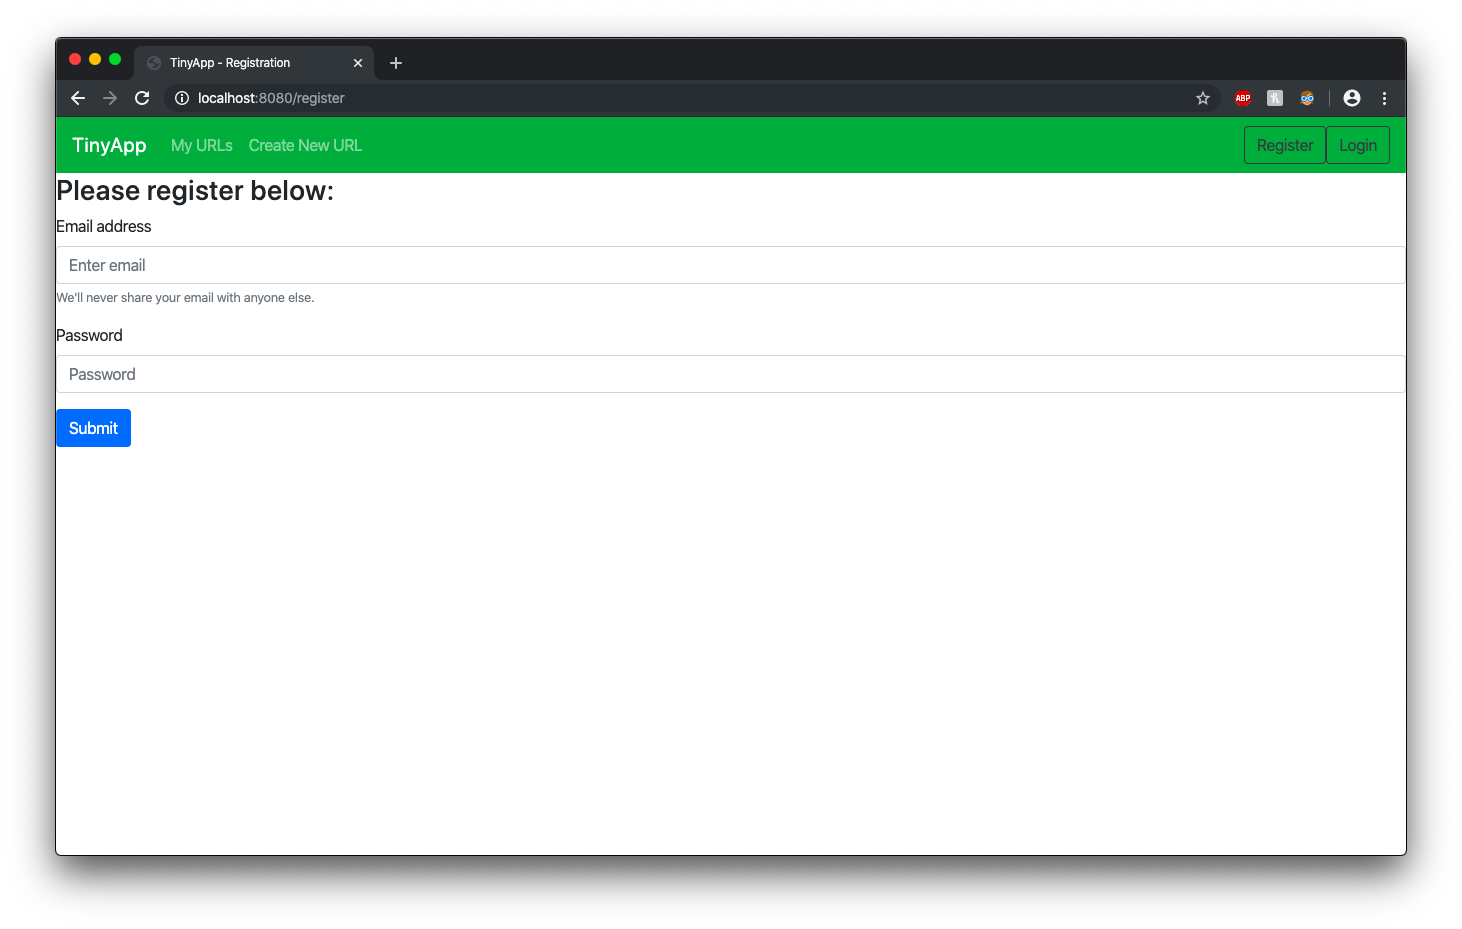 TinyApp - Registration
localhost:8080/register
ABP
TinyApp My URLs Create New URL Register Login
Please register below:
Email address
Enter email
We'll never share your email with anyone else.
Password
Password
Submit